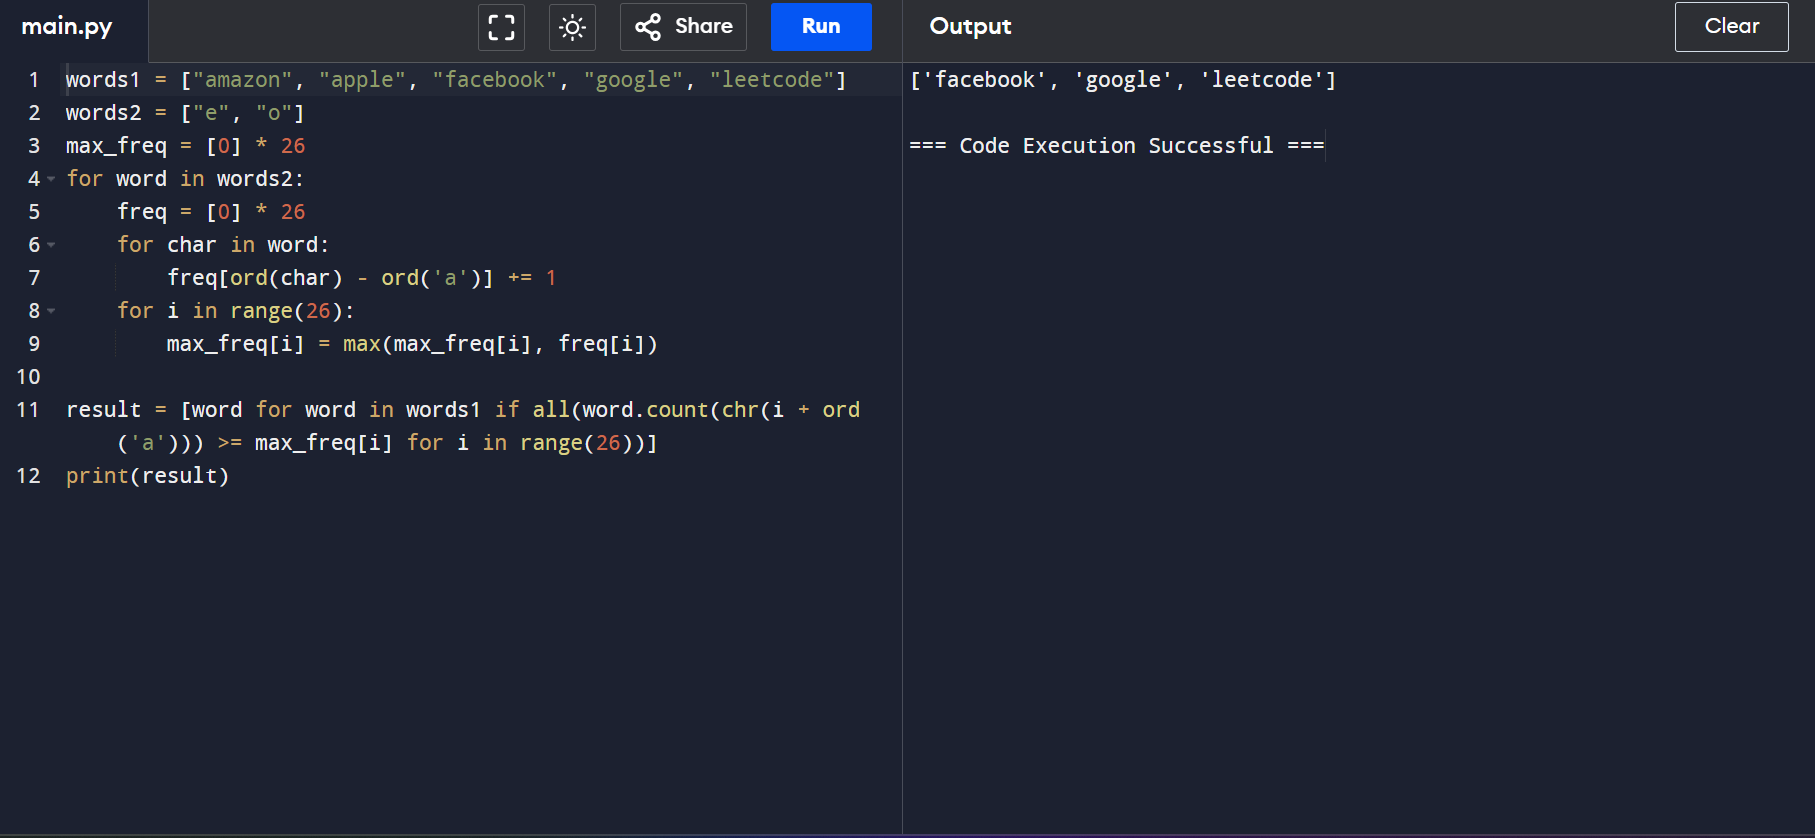 main.py
Share
Run
Output
Clear
1 words1 = ["amazon", "apple", "facebook", "google", "leetcode"]
2 words2 = ["e", "o"]
3 max_freq = [0] * 26
4 for word in words2:
5     freq = [0] * 26
6     for char in word:
7         freq[ord(char) - ord('a')] += 1
8     for i in range(26):
9         max_freq[i] = max(max_freq[i], freq[i])
10
11 result = [word for word in words1 if all(word.count(chr(i + ord
    ('a'))) >= max_freq[i] for i in range(26))]
12 print(result)
['facebook', 'google', 'leetcode']
=== Code Execution Successful ===